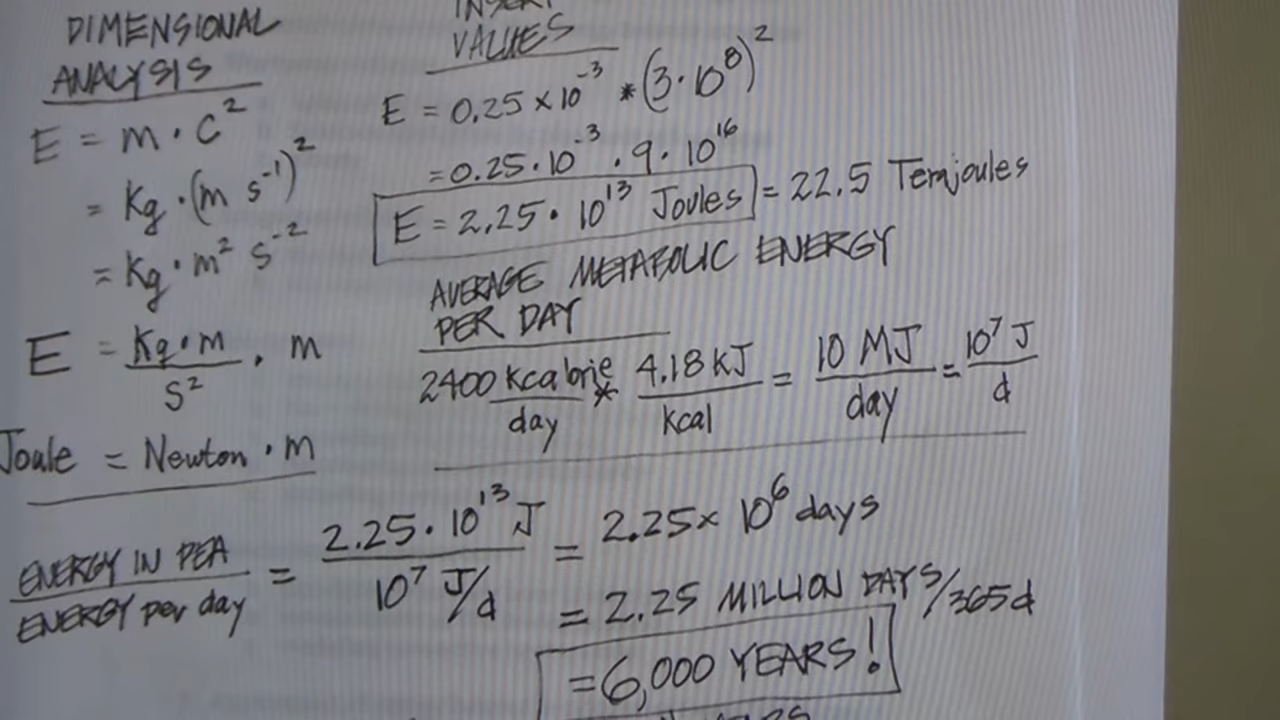 DIMENSIONAL
ANALYSIS
E = m · c²
= Kg · (m s⁻¹)²
= Kg · m² s⁻²
E = Kg · m / s² · m
Joule = Newton · m
INSERT
VALUES
E = 0.25 × 10⁻³ * (3 · 10⁸)²
= 0.25 · 10⁻³ · 9 · 10¹⁶
E = 2.25 · 10¹³ Joules = 22.5 Terajoules
AVERAGE METABOLIC ENERGY
PER DAY
2400 kcalorie / day * 4.18 kJ / kcal = 10 MJ / day = 10⁷ J / d
ENERGY IN PEA / ENERGY per day = 2.25 · 10¹³ J / 10⁷ J/d = 2.25 × 10⁶ days
= 2.25 MILLION DAYS/365d
= 6,000 YEARS!